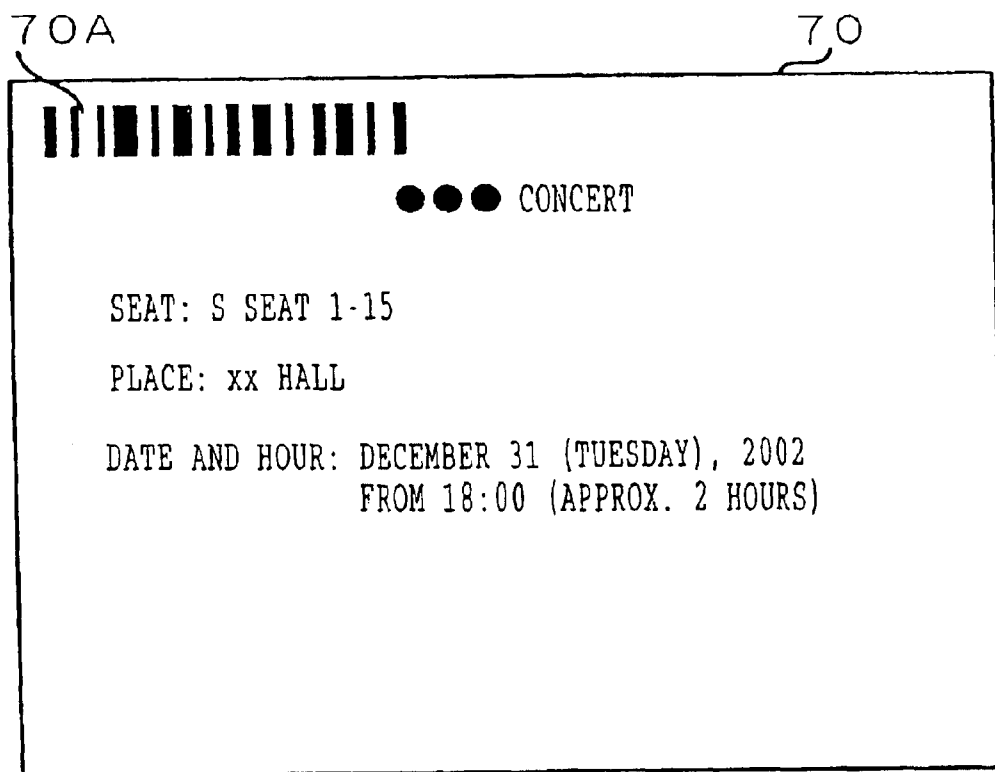 70A 70
●●● CONCERT
SEAT: S SEAT 1-15
PLACE: xx HALL
DATE AND HOUR: DECEMBER 31 (TUESDAY), 2002
FROM 18:00 (APPROX. 2 HOURS)